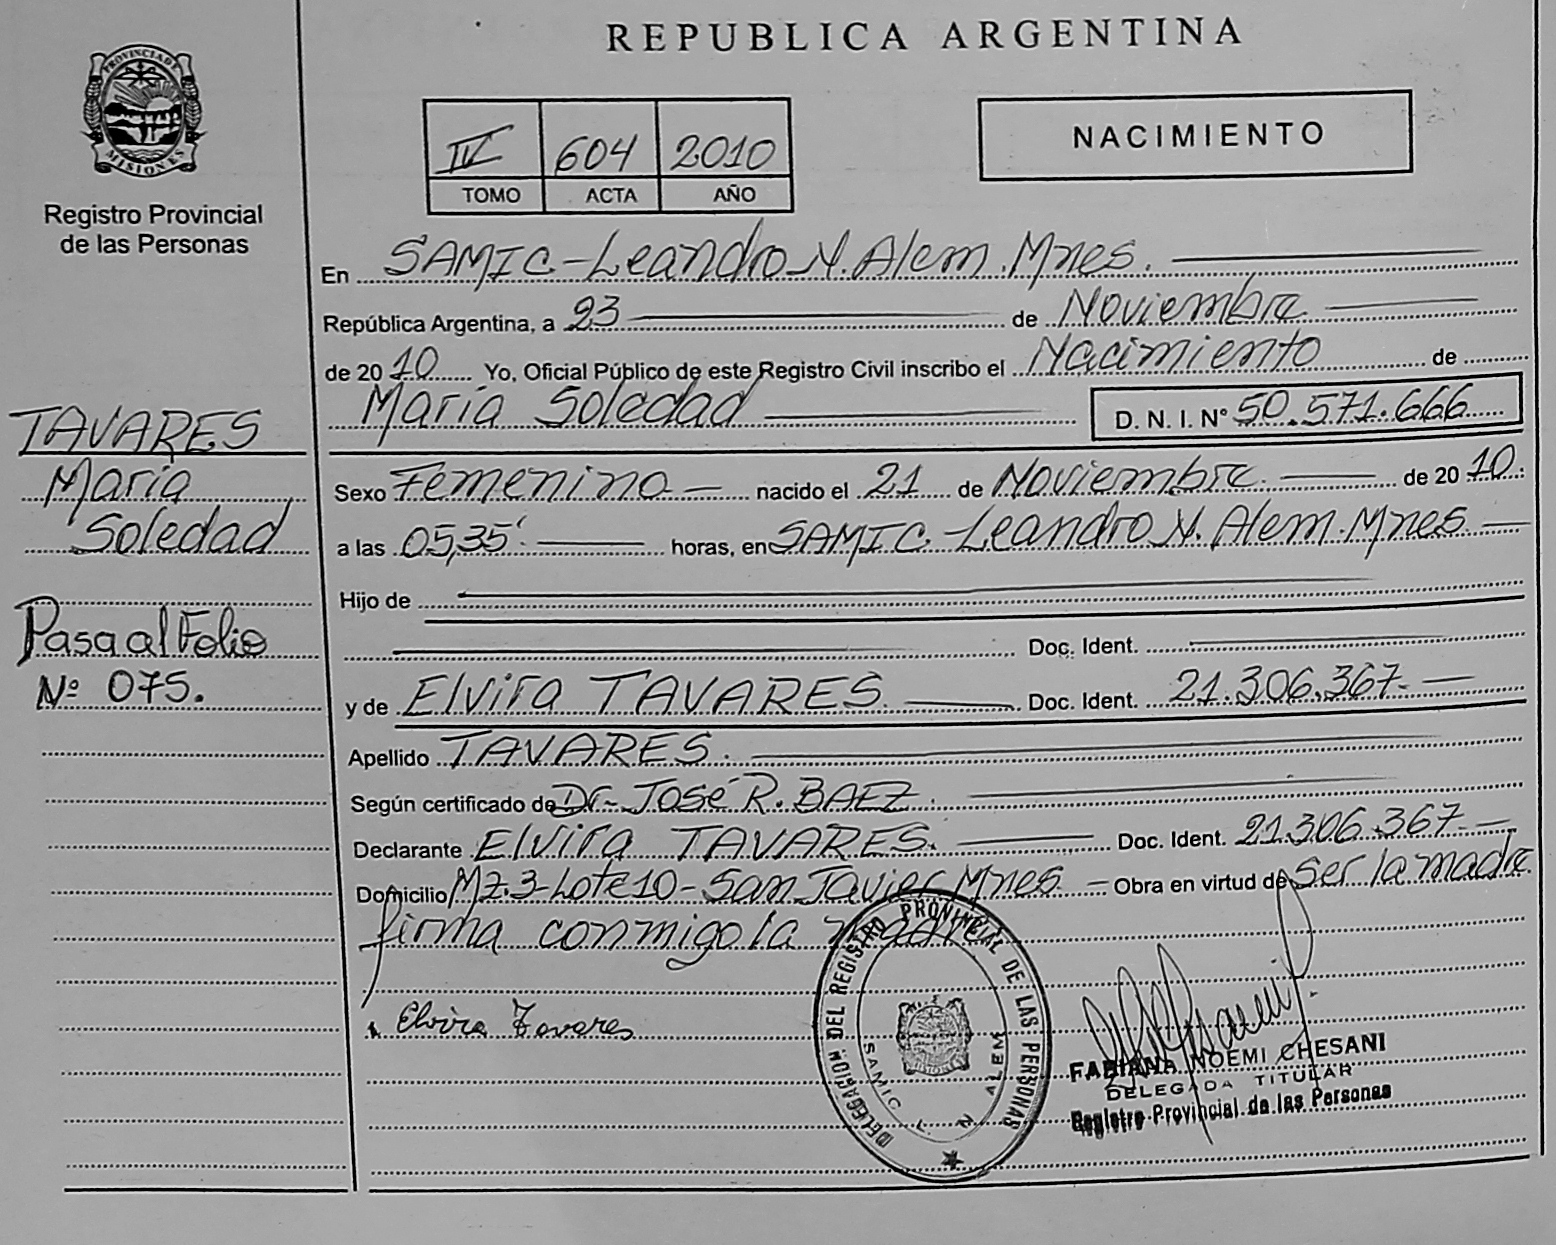 REPUBLICA ARGENTINA
PROVINCIA DE
MISIONES
Registro Provincial
de las Personas
IV 604 2010
TOMO ACTA AÑO
NACIMIENTO
En SAMIC-Leandro N. Alem. Mnes.
República Argentina, a 23 de Noviembre
de 2010 Yo, Oficial Público de este Registro Civil inscribo el Nacimiento de
María Soledad D. N. I. Nº 50.571.666
TAVARES
María
Soledad
Pasa al Folio
Nº 075.
Sexo Femenino nacido el 21 de Noviembre. de 2010:
a las 05,35' horas, en SAMIC. Leandro N. Alem. Mnes
Hijo de
Doc. Ident.
y de Elvira TAVARES Doc. Ident. 21.306.367.
Apellido TAVARES.
Según certificado de Dr. José R. BAEZ.
Declarante Elvira TAVARES. Doc. Ident. 21.306.367.
Domicilio Mz.3-Lote 10-San Javier Mnes Obra en virtud de ser la madre
firma conmigo la madre
Elvira Tavares
DELEGACION DEL REGISTRO PROVINCIAL DE LAS PERSONAS
SAMIC L. N ALEM
FABIANA NOEMI CHESANI
DELEGADA TITULAR
Registro Provincial de las Personas